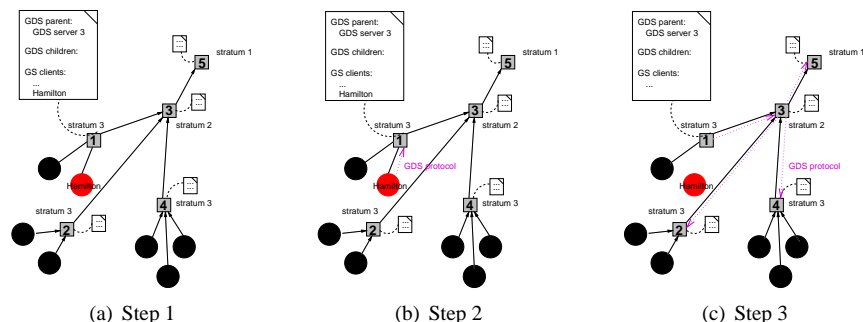 GDS parent:
GDS server 3
GDS children:
GS clients:
...
Hamilton
stratum 1
5
3
stratum 2
stratum 3
1
Hamilton
stratum 3
2
4
stratum 3
(a) Step 1
GDS parent:
GDS server 3
GDS children:
GS clients:
...
Hamilton
stratum 1
5
3
stratum 2
stratum 3
1
GDS protocol
Hamilton
stratum 3
2
4
stratum 3
(b) Step 2
GDS parent:
GDS server 3
GDS children:
GS clients:
...
stratum 1
5
3
stratum 2
stratum 3
1
GDS protocol
Hamilton
stratum 3
2
4
stratum 3
(c) Step 3